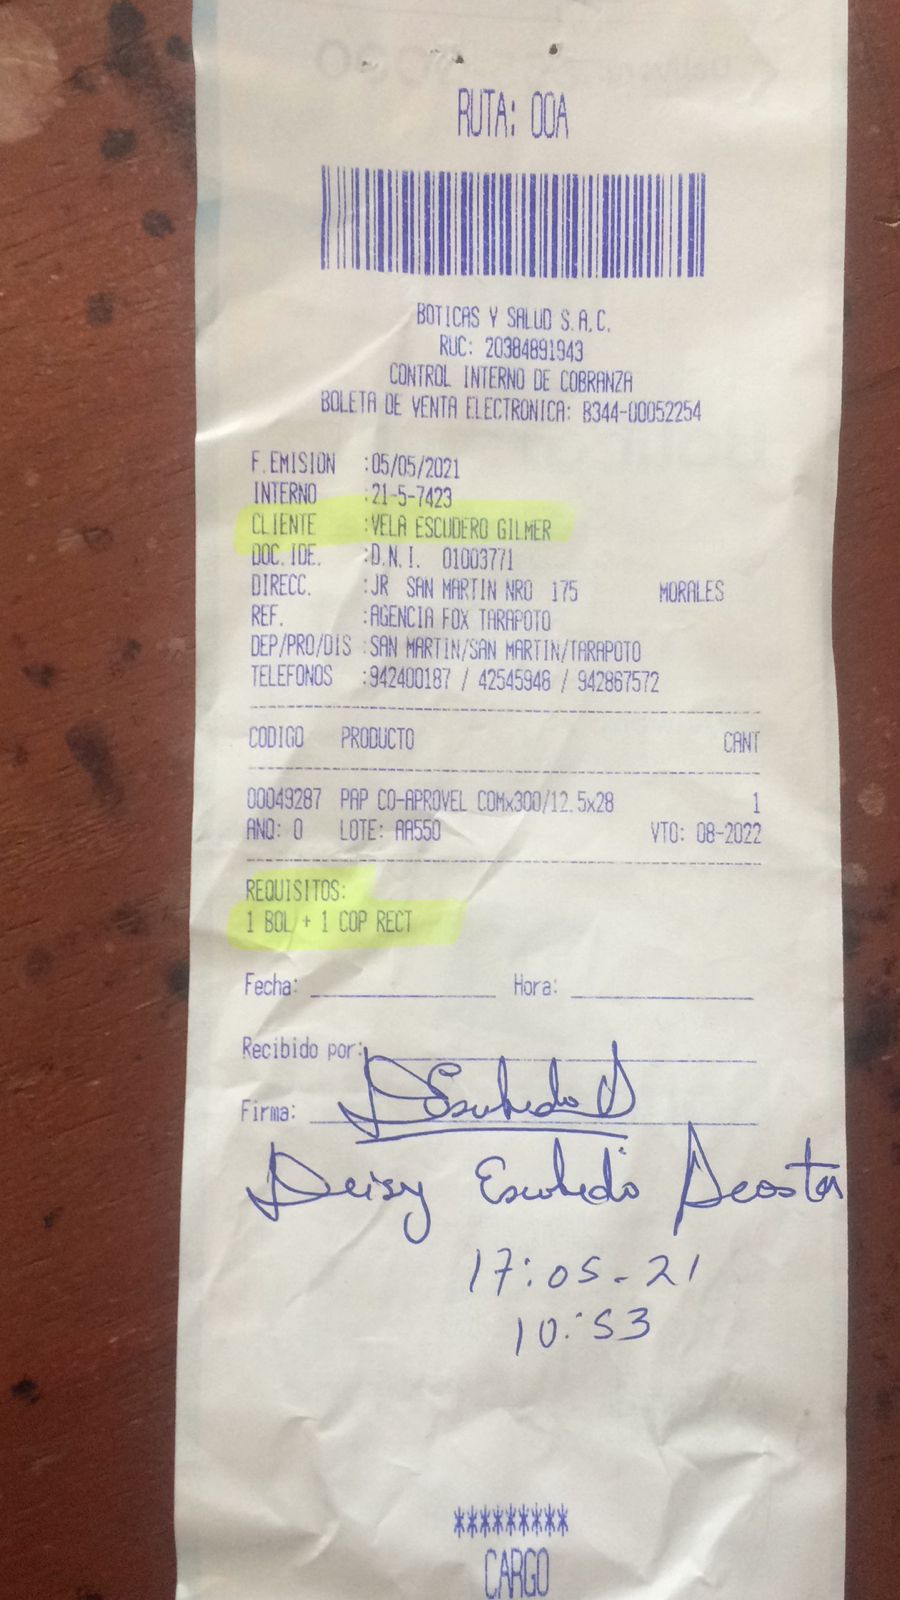 RUTA: 00A
BOTICAS Y SALUD S.A.C.
RUC: 20384891943
CONTROL INTERNO DE COBRANZA
BOLETA DE VENTA ELECTRONICA: B344-00052254
F.EMISION :05/05/2021
INTERNO :21-5-7423
CLIENTE :VELA ESCUDERO GILMER
DOC.IDE. :D.N.I. 01003771
DIRECC. :JR SAN MARTIN NRO 175 MORALES
REF. :AGENCIA FOX TARAPOTO
DEP/PRO/DIS :SAN MARTIN/SAN MARTIN/TARAPOTO
TELEFONOS :942400187 / 42545948 / 942867572
CODIGO PRODUCTO CANT
00049287 PAP CO-APROVEL COMx300/12.5x28 1
ANQ: 0 LOTE: AA550 VTO: 08-2022
REQUISITOS:
1 BOL + 1 COP RECT
Fecha: Hora:
Recibido por:
Firma: DEscobedo A
Deisy Escobedo Acosta
17:05-21
10:53
*********
CARGO